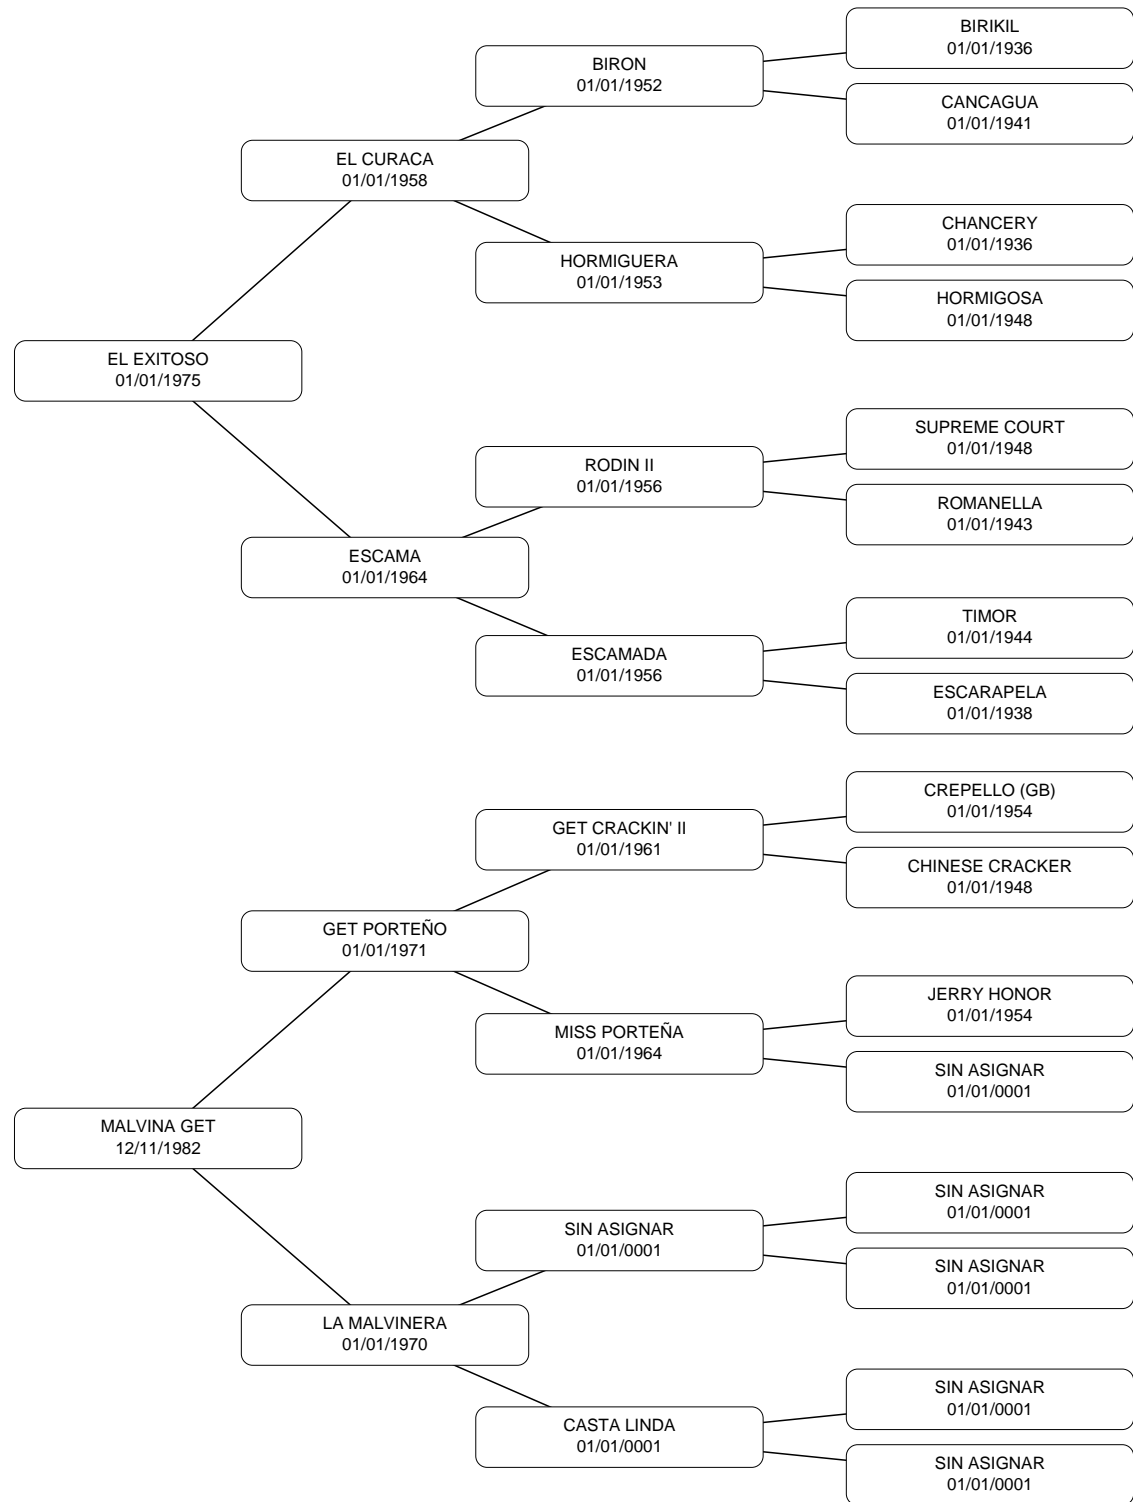 BIRIKIL
01/01/1936
BIRON
01/01/1952
CANCAGUA
01/01/1941
EL CURACA
01/01/1958
CHANCERY
01/01/1936
HORMIGUERA
01/01/1953
HORMIGOSA
01/01/1948
EL EXITOSO
01/01/1975
SUPREME COURT
01/01/1948
RODIN II
01/01/1956
ROMANELLA
01/01/1943
ESCAMA
01/01/1964
TIMOR
01/01/1944
ESCAMADA
01/01/1956
ESCARAPELA
01/01/1938
CREPELLO (GB)
01/01/1954
GET CRACKIN' II
01/01/1961
CHINESE CRACKER
01/01/1948
GET PORTEÑO
01/01/1971
JERRY HONOR
01/01/1954
MISS PORTEÑA
01/01/1964
SIN ASIGNAR
01/01/0001
MALVINA GET
12/11/1982
SIN ASIGNAR
01/01/0001
SIN ASIGNAR
01/01/0001
SIN ASIGNAR
01/01/0001
LA MALVINERA
01/01/1970
SIN ASIGNAR
01/01/0001
CASTA LINDA
01/01/0001
SIN ASIGNAR
01/01/0001